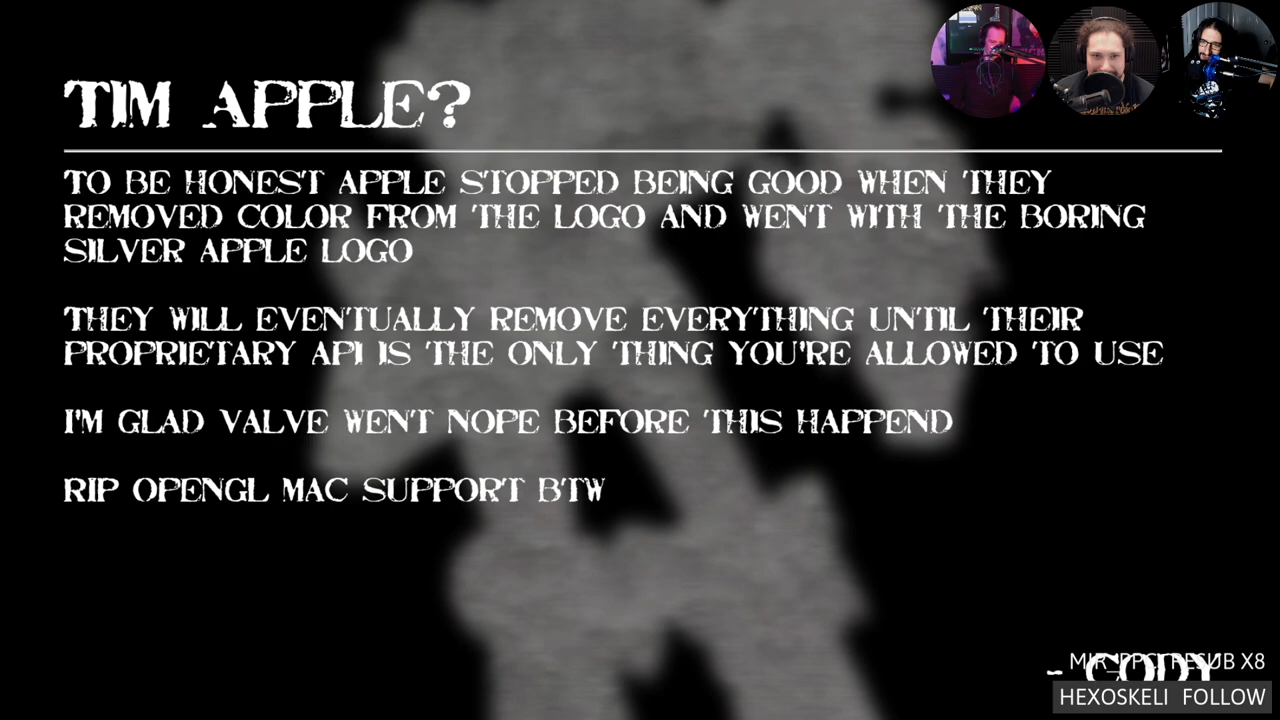 TIM APPLE?
TO BE HONEST APPLE STOPPED BEING GOOD WHEN THEY
REMOVED COLOR FROM THE LOGO AND WENT WITH THE BORING
SILVER APPLE LOGO
THEY WILL EVENTUALLY REMOVE EVERYTHING UNTIL THEIR
PROPRIETARY API IS THE ONLY THING YOU'RE ALLOWED TO USE
I'M GLAD VALVE WENT NOPE BEFORE THIS HAPPEND
RIP OPENGL MAC SUPPORT BTW
- CODY
RESUB X8
HEXOSKELI FOLLOW